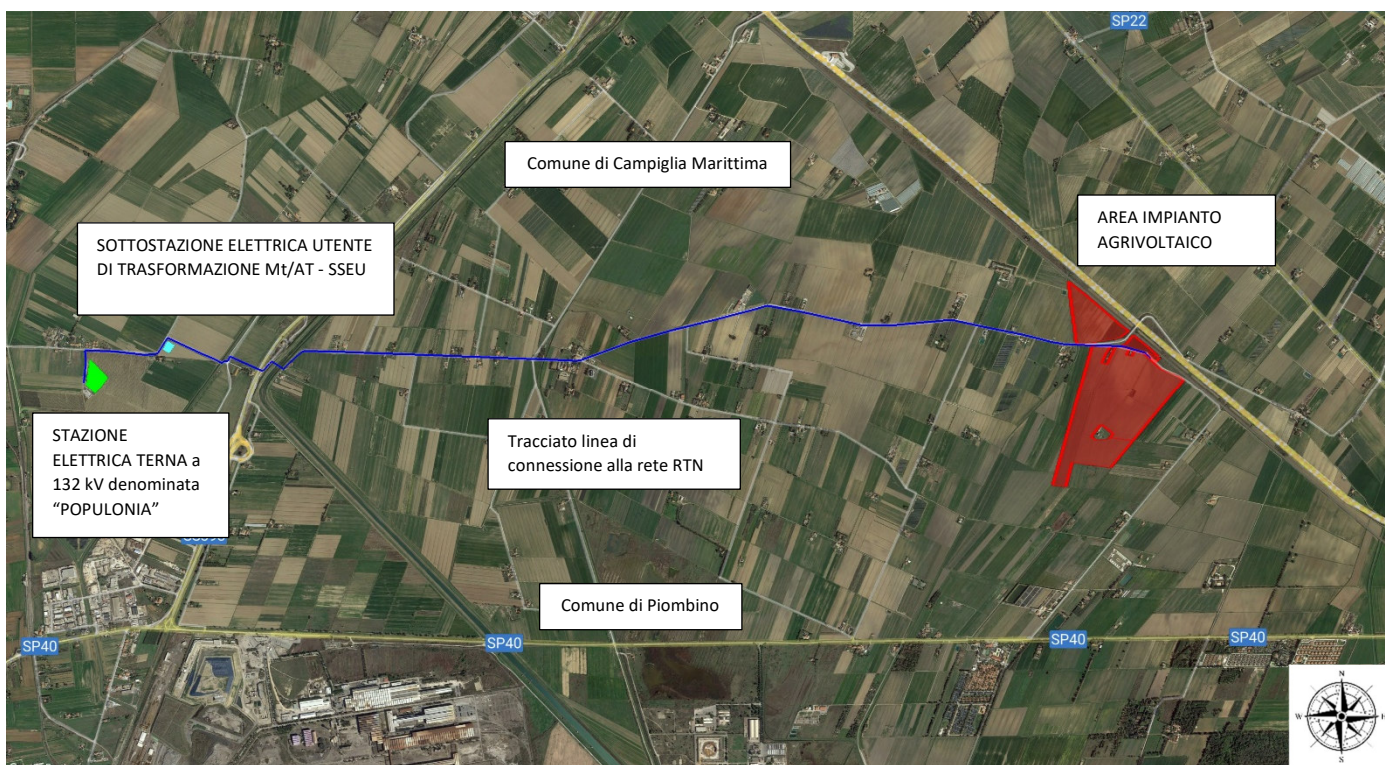 SP22
Comune di Campiglia Marittima
AREA IMPIANTO
AGRIVOLTAICO
SOTTOSTAZIONE ELETTRICA UTENTE
DI TRASFORMAZIONE Mt/AT - SSEU
STAZIONE
ELETTRICA TERNA a
132 kV denominata
“POPULONIA”
Tracciato linea di
connessione alla rete RTN
Comune di Piombino
SP40
SP40
SP40
SP40
N
W
S